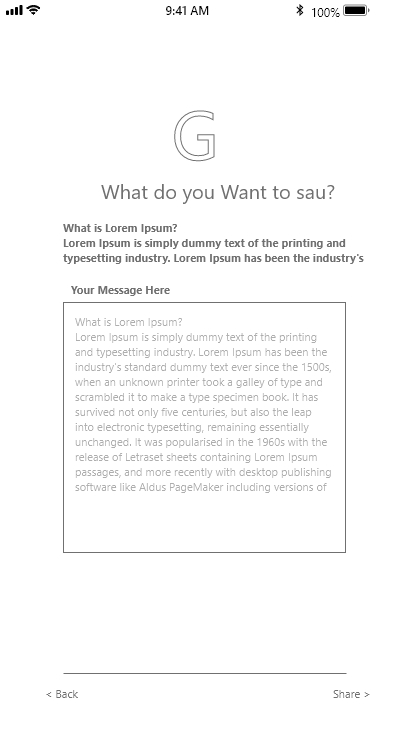 9:41 AM
100%
G
What do you Want to sau?
What is Lorem Ipsum?
Lorem Ipsum is simply dummy text of the printing and
typesetting industry. Lorem Ipsum has been the industry's
Your Message Here
What is Lorem Ipsum?
Lorem Ipsum is simply dummy text of the printing
and typesetting industry. Lorem Ipsum has been the
industry's standard dummy text ever since the 1500s,
when an unknown printer took a galley of type and
scrambled it to make a type specimen book. It has
survived not only five centuries, but also the leap
into electronic typesetting, remaining essentially
unchanged. It was popularised in the 1960s with the
release of Letraset sheets containing Lorem Ipsum
passages, and more recently with desktop publishing
software like Aldus PageMaker including versions of
< Back
Share >